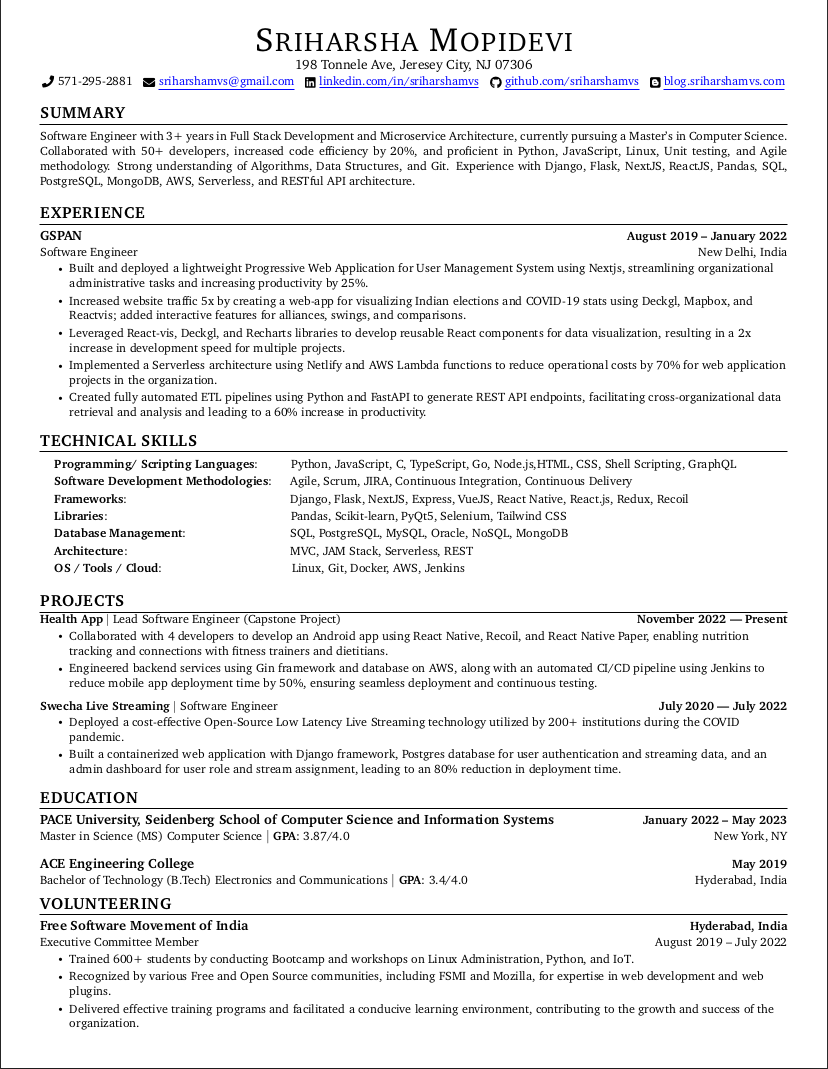 SRIHARSHA MOPIDEVI
198 Tonnele Ave, Jeresey City, NJ 07306
571-295-2881 sriharshamvs@gmail.com linkedin.com/in/sriharshamvs github.com/sriharshamvs blog.sriharshamvs.com
SUMMARY
Software Engineer with 3+ years in Full Stack Development and Microservice Architecture, currently pursuing a Master's in Computer Science.
Collaborated with 50+ developers, increased code efficiency by 20%, and proficient in Python, JavaScript, Linux, Unit testing, and Agile
methodology. Strong understanding of Algorithms, Data Structures, and Git. Experience with Django, Flask, NextJS, ReactJS, Pandas, SQL,
PostgreSQL, MongoDB, AWS, Serverless, and RESTful API architecture.
EXPERIENCE
GSPAN August 2019 – January 2022
Software Engineer New Delhi, India
• Built and deployed a lightweight Progressive Web Application for User Management System using Nextjs, streamlining organizational
administrative tasks and increasing productivity by 25%.
• Increased website traffic 5x by creating a web-app for visualizing Indian elections and COVID-19 stats using Deckgl, Mapbox, and
Reactvis; added interactive features for alliances, swings, and comparisons.
• Leveraged React-vis, Deckgl, and Recharts libraries to develop reusable React components for data visualization, resulting in a 2x
increase in development speed for multiple projects.
• Implemented a Serverless architecture using Netlify and AWS Lambda functions to reduce operational costs by 70% for web application
projects in the organization.
• Created fully automated ETL pipelines using Python and FastAPI to generate REST API endpoints, facilitating cross-organizational data
retrieval and analysis and leading to a 60% increase in productivity.
TECHNICAL SKILLS
Programming/ Scripting Languages: Python, JavaScript, C, TypeScript, Go, Node.js,HTML, CSS, Shell Scripting, GraphQL
Software Development Methodologies: Agile, Scrum, JIRA, Continuous Integration, Continuous Delivery
Frameworks: Django, Flask, NextJS, Express, VueJS, React Native, React.js, Redux, Recoil
Libraries: Pandas, Scikit-learn, PyQt5, Selenium, Tailwind CSS
Database Management: SQL, PostgreSQL, MySQL, Oracle, NoSQL, MongoDB
Architecture: MVC, JAM Stack, Serverless, REST
OS / Tools / Cloud: Linux, Git, Docker, AWS, Jenkins
PROJECTS
Health App | Lead Software Engineer (Capstone Project) November 2022 — Present
• Collaborated with 4 developers to develop an Android app using React Native, Recoil, and React Native Paper, enabling nutrition
tracking and connections with fitness trainers and dietitians.
• Engineered backend services using Gin framework and database on AWS, along with an automated CI/CD pipeline using Jenkins to
reduce mobile app deployment time by 50%, ensuring seamless deployment and continuous testing.
Swecha Live Streaming | Software Engineer July 2020 — July 2022
• Deployed a cost-effective Open-Source Low Latency Live Streaming technology utilized by 200+ institutions during the COVID
pandemic.
• Built a containerized web application with Django framework, Postgres database for user authentication and streaming data, and an
admin dashboard for user role and stream assignment, leading to an 80% reduction in deployment time.
EDUCATION
PACE University, Seidenberg School of Computer Science and Information Systems January 2022 – May 2023
Master in Science (MS) Computer Science | GPA: 3.87/4.0 New York, NY
ACE Engineering College May 2019
Bachelor of Technology (B.Tech) Electronics and Communications | GPA: 3.4/4.0 Hyderabad, India
VOLUNTEERING
Free Software Movement of India Hyderabad, India
Executive Committee Member August 2019 – July 2022
• Trained 600+ students by conducting Bootcamp and workshops on Linux Administration, Python, and IoT.
• Recognized by various Free and Open Source communities, including FSMI and Mozilla, for expertise in web development and web
plugins.
• Delivered effective training programs and facilitated a conducive learning environment, contributing to the growth and success of the
organization.